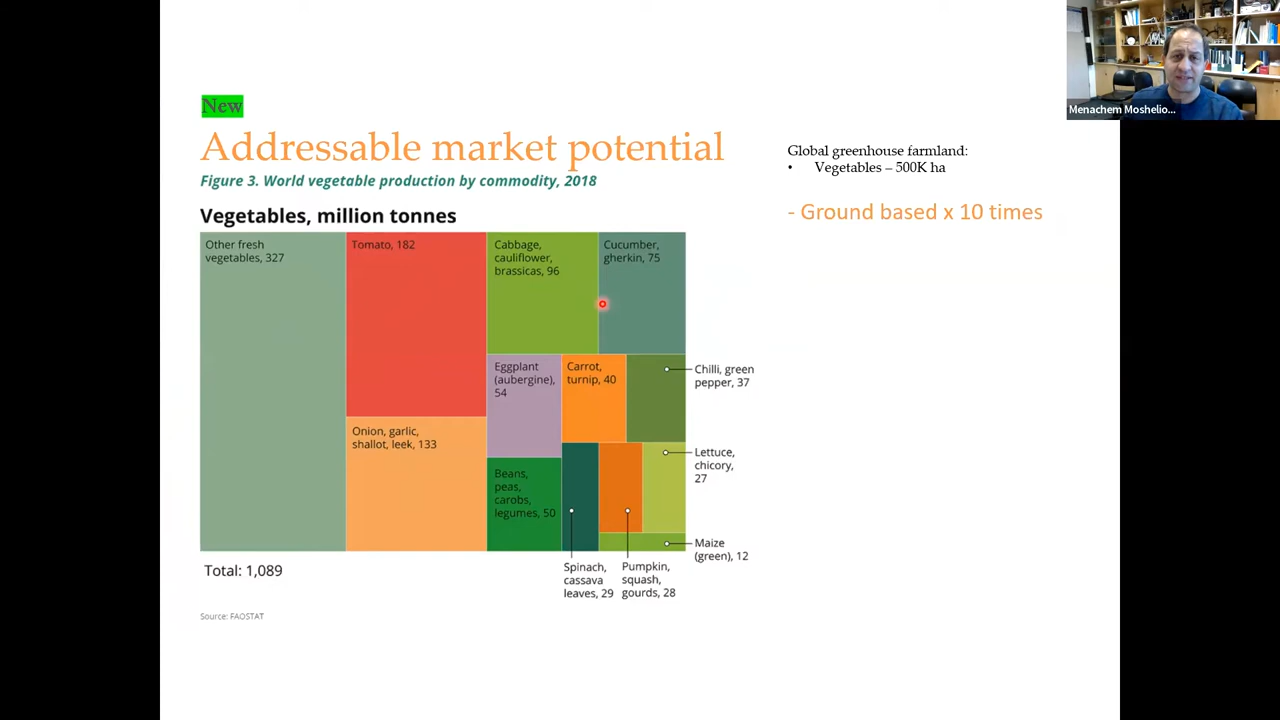 New
Addressable market potential
Figure 3. World vegetable production by commodity, 2018
Vegetables, million tonnes
Other fresh
vegetables, 327
Tomato, 182
Cabbage,
cauliflower,
brassicas, 96
Cucumber,
gherkin, 75
Onion, garlic,
shallot, leek, 133
Eggplant
(aubergine),
54
Carrot,
turnip, 40
Chilli, green
pepper, 37
Beans,
peas,
carobs,
legumes, 50
Lettuce,
chicory,
27
Maize
(green), 12
Spinach,
cassava
leaves, 29
Pumpkin,
squash,
gourds, 28
Total: 1,089
Source: FAOSTAT
Global greenhouse farmland:
• Vegetables – 500K ha
- Ground based x 10 times
Menachem Moshelio...